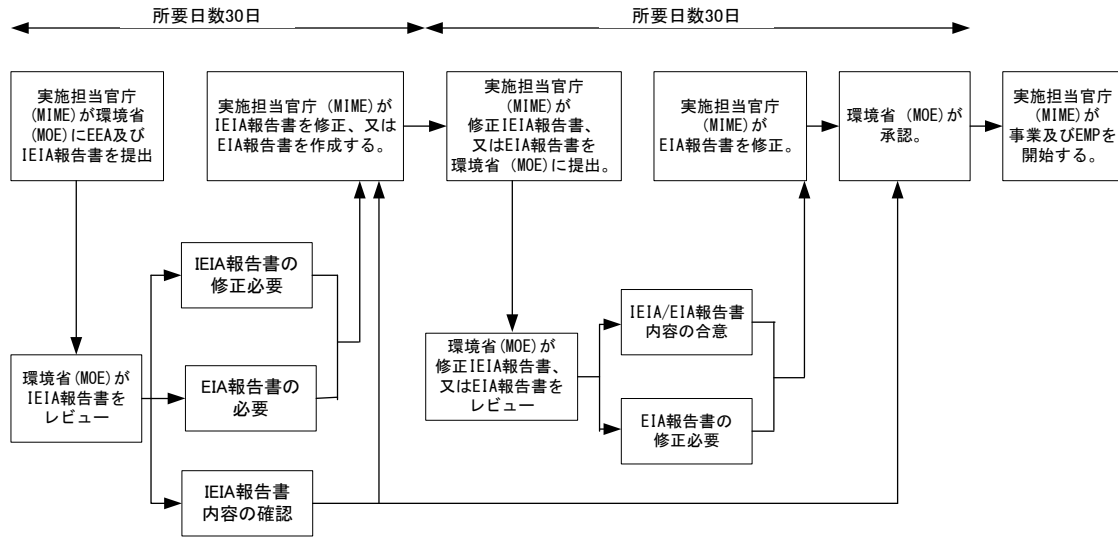 所要日数30日
所要日数30日
実施担当官庁
(MIME)が環境省
(MOE)にEEA及び
IEIA報告書を提出
実施担当官庁 (MIME)が
IEIA報告書を修正、又は
EIA報告書を作成する。
実施担当官庁
(MIME)が
修正IEIA報告書、
又はEIA報告書を
環境省 (MOE)に提出。
実施担当官庁
(MIME)が
EIA報告書を修正。
環境省 (MOE)が
承認。
実施担当官庁
(MIME)が
事業及びEMPを
開始する。
環境省(MOE)が
IEIA報告書を
レビュー
IEIA報告書の
修正必要
EIA報告書の
必要
IEIA報告書
内容の確認
環境省(MOE)が
修正IEIA報告書、
又はEIA報告書を
レビュー
IEIA/EIA報告書
内容の合意
EIA報告書の
修正必要